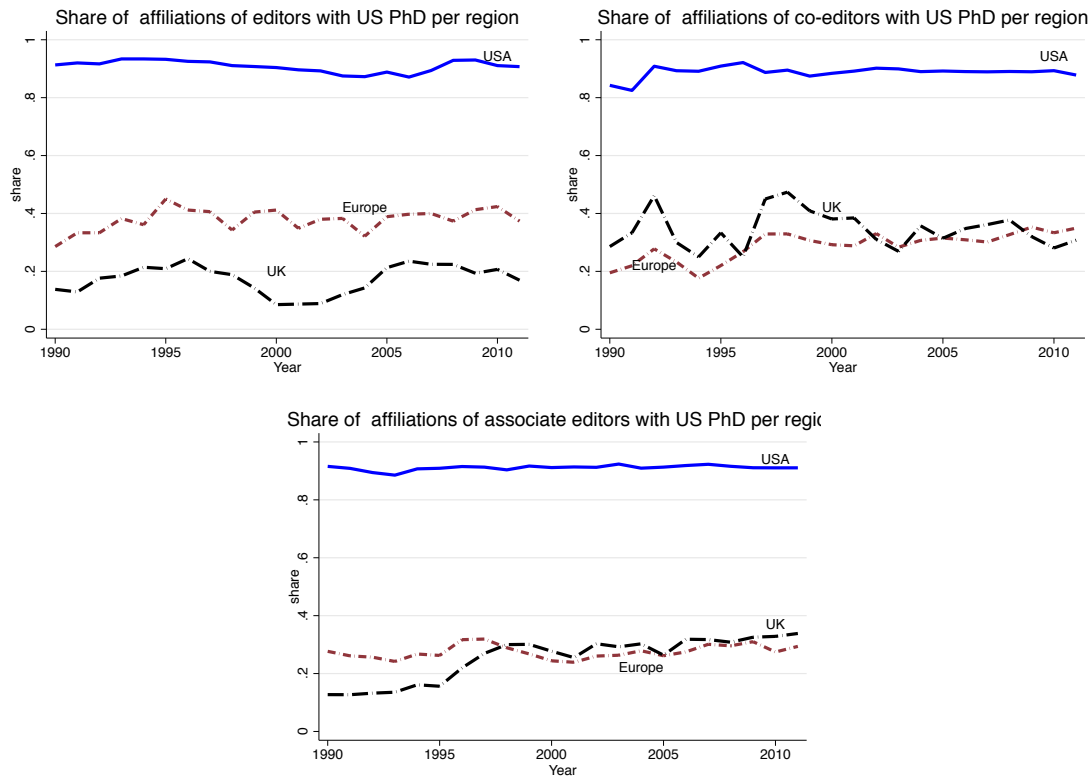 Share of affiliations of editors with US PhD per region
1
.8
.6
.4
.2
0
share
USA
Europe
UK
1990 1995 2000 2005 2010
Year
Share of affiliations of co-editors with US PhD per region
1
.8
.6
.4
.2
0
share
USA
UK
Europe
1990 1995 2000 2005 2010
Year
Share of affiliations of associate editors with US PhD per regic
1
.8
.6
.4
.2
0
share
USA
UK
Europe
1990 1995 2000 2005 2010
Year